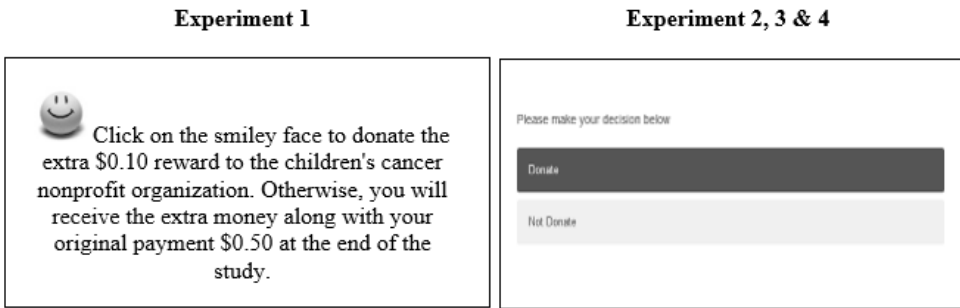 Experiment 1
Experiment 2, 3 & 4
Click on the smiley face to donate the
extra $0.10 reward to the children's cancer
nonprofit organization. Otherwise, you will
receive the extra money along with your
original payment $0.50 at the end of the
study.
Please make your decision below
Donate
Not Donate